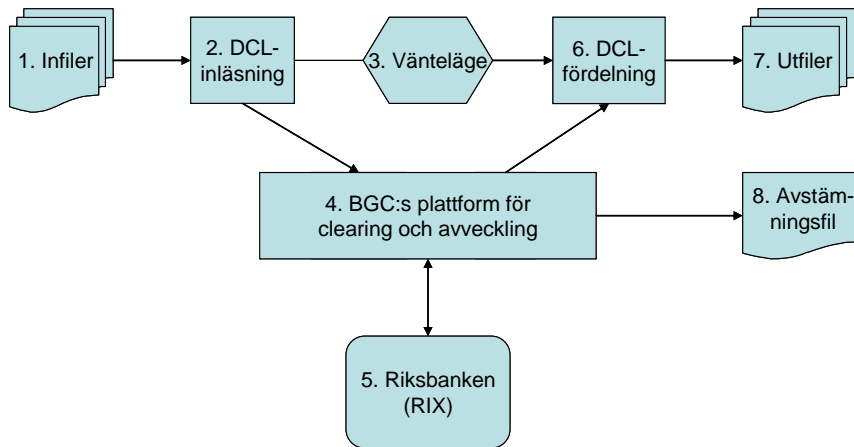 1. Infiler
2. DCL-
inläsning
3. Vänteläge
6. DCL-
fördelning
7. Utfiler
4. BGC:s plattform för
clearing och avveckling
8. Avstäm-
ningsfil
5. Riksbanken
(RIX)